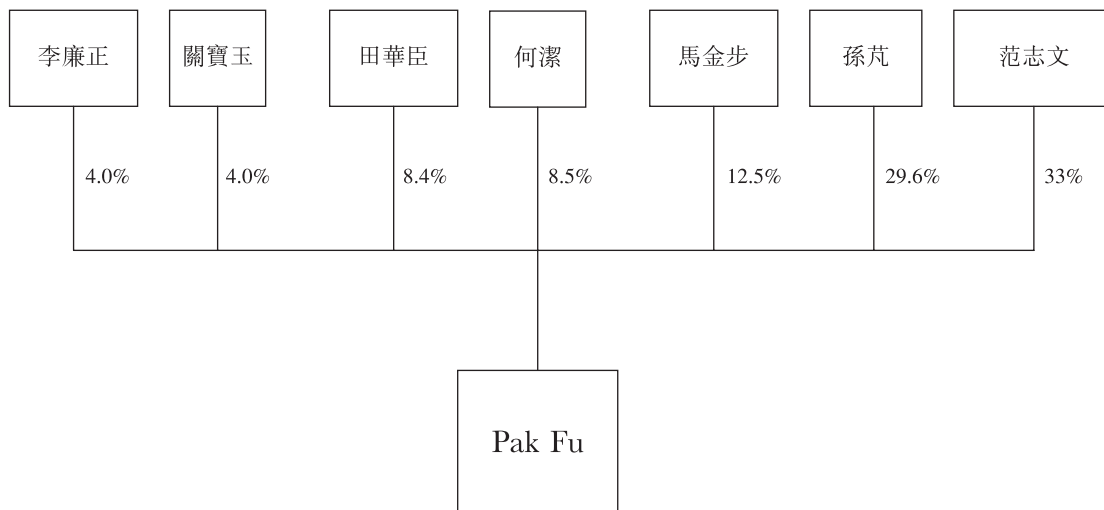 李廉正
關寶玉
田華臣
何潔
馬金步
孫芃
范志文
4.0%
4.0%
8.4%
8.5%
12.5%
29.6%
33%
Pak Fu